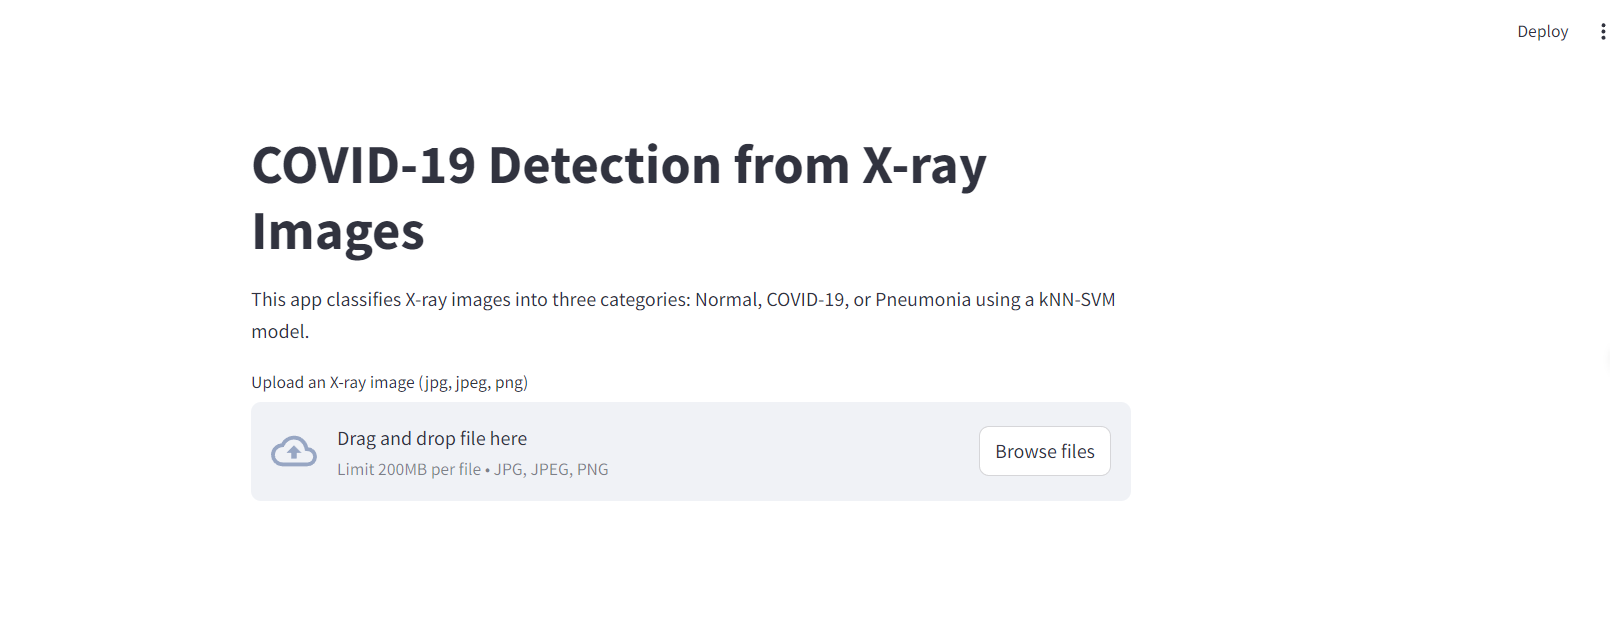 Deploy
COVID-19 Detection from X-ray
Images
This app classifies X-ray images into three categories: Normal, COVID-19, or Pneumonia using a kNN-SVM
model.
Upload an X-ray image (jpg, jpeg, png)
Drag and drop file here
Limit 200MB per file • JPG, JPEG, PNG
Browse files